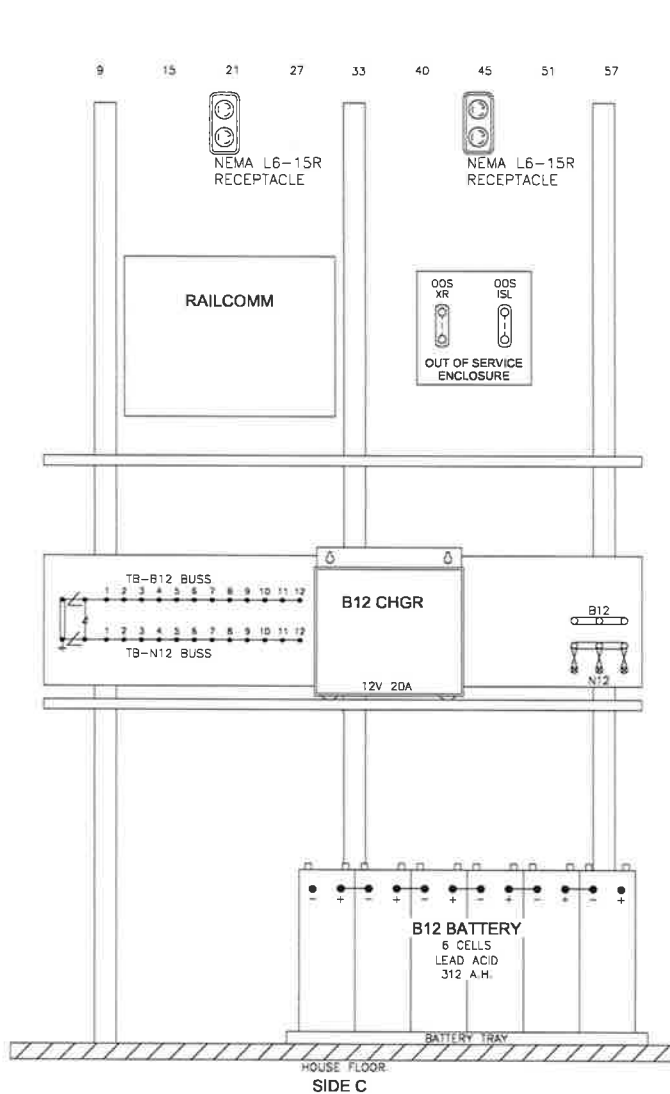 9 15 21 27 33 40 45 51 57
NEMA L6-15R
RECEPTACLE
NEMA L6-15R
RECEPTACLE
RAILCOMM
OOS
XR
OOS
ISL
OUT OF SERVICE
ENCLOSURE
TB-B12 BUSS
1 2 3 4 5 6 7 8 9 10 11 12
1 2 3 4 5 6 7 8 9 10 11 12
TB-N12 BUSS
B12 CHGR
12V 20A
B12
N12
- + - + - + - + - + - +
B12 BATTERY
6 CELLS
LEAD ACID
312 A.H.
BATTERY TRAY
HOUSE FLOOR
SIDE C